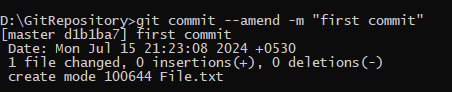 D:\GitRepository>git commit --amend -m "first commit"
[master d1b1ba7] first commit
 Date: Mon Jul 15 21:23:08 2024 +0530
 1 file changed, 0 insertions(+), 0 deletions(-)
 create mode 100644 File.txt